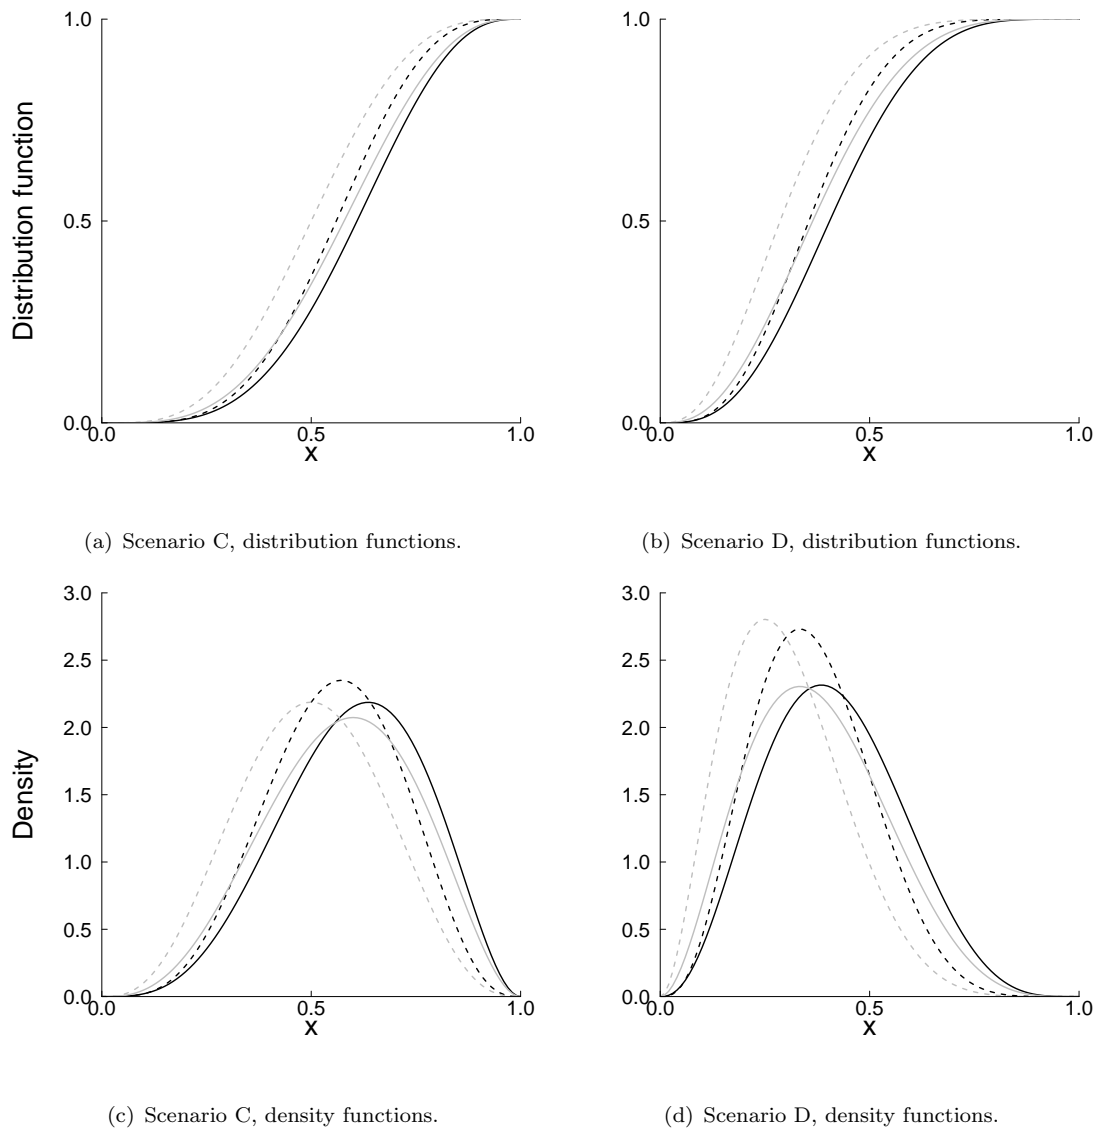 Distribution function
1.0
0.5
0.0
0.0 0.5 1.0
x
1.0
0.5
0.0
0.0 0.5 1.0
x
(a) Scenario C, distribution functions.
(b) Scenario D, distribution functions.
Density
3.0
2.5
2.0
1.5
1.0
0.5
0.0
0.0 0.5 1.0
x
3.0
2.5
2.0
1.5
1.0
0.5
0.0
0.0 0.5 1.0
x
(c) Scenario C, density functions.
(d) Scenario D, density functions.